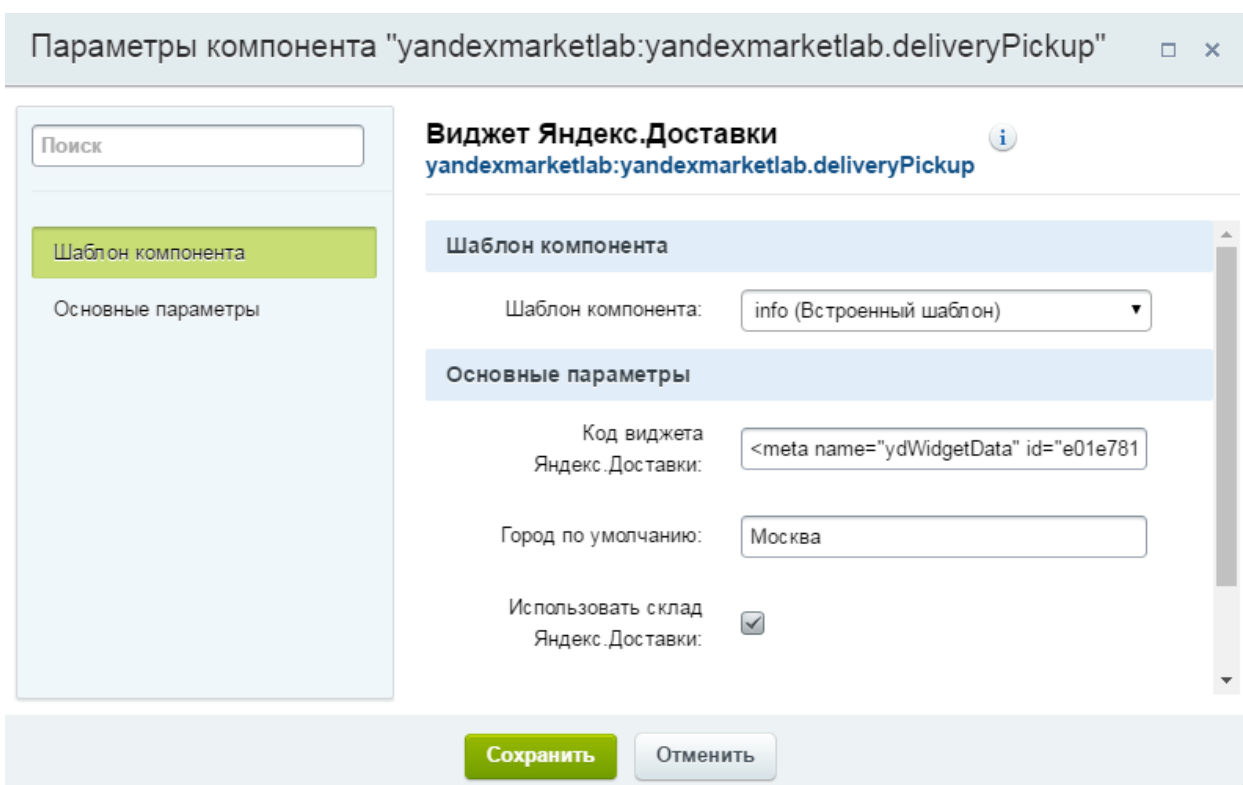 Параметры компонента "yandexmarketlab:yandexmarketlab.deliveryPickup"
Поиск
Шаблон компонента
Основные параметры
Виджет Яндекс.Доставки
yandexmarketlab:yandexmarketlab.deliveryPickup
Шаблон компонента
Шаблон компонента:
info (Встроенный шаблон)
Основные параметры
Код виджета
Яндекс.Доставки:
<meta name="ydWidgetData" id="e01e781
Город по умолчанию:
Москва
Использовать склад
Яндекс.Доставки:
Сохранить
Отменить